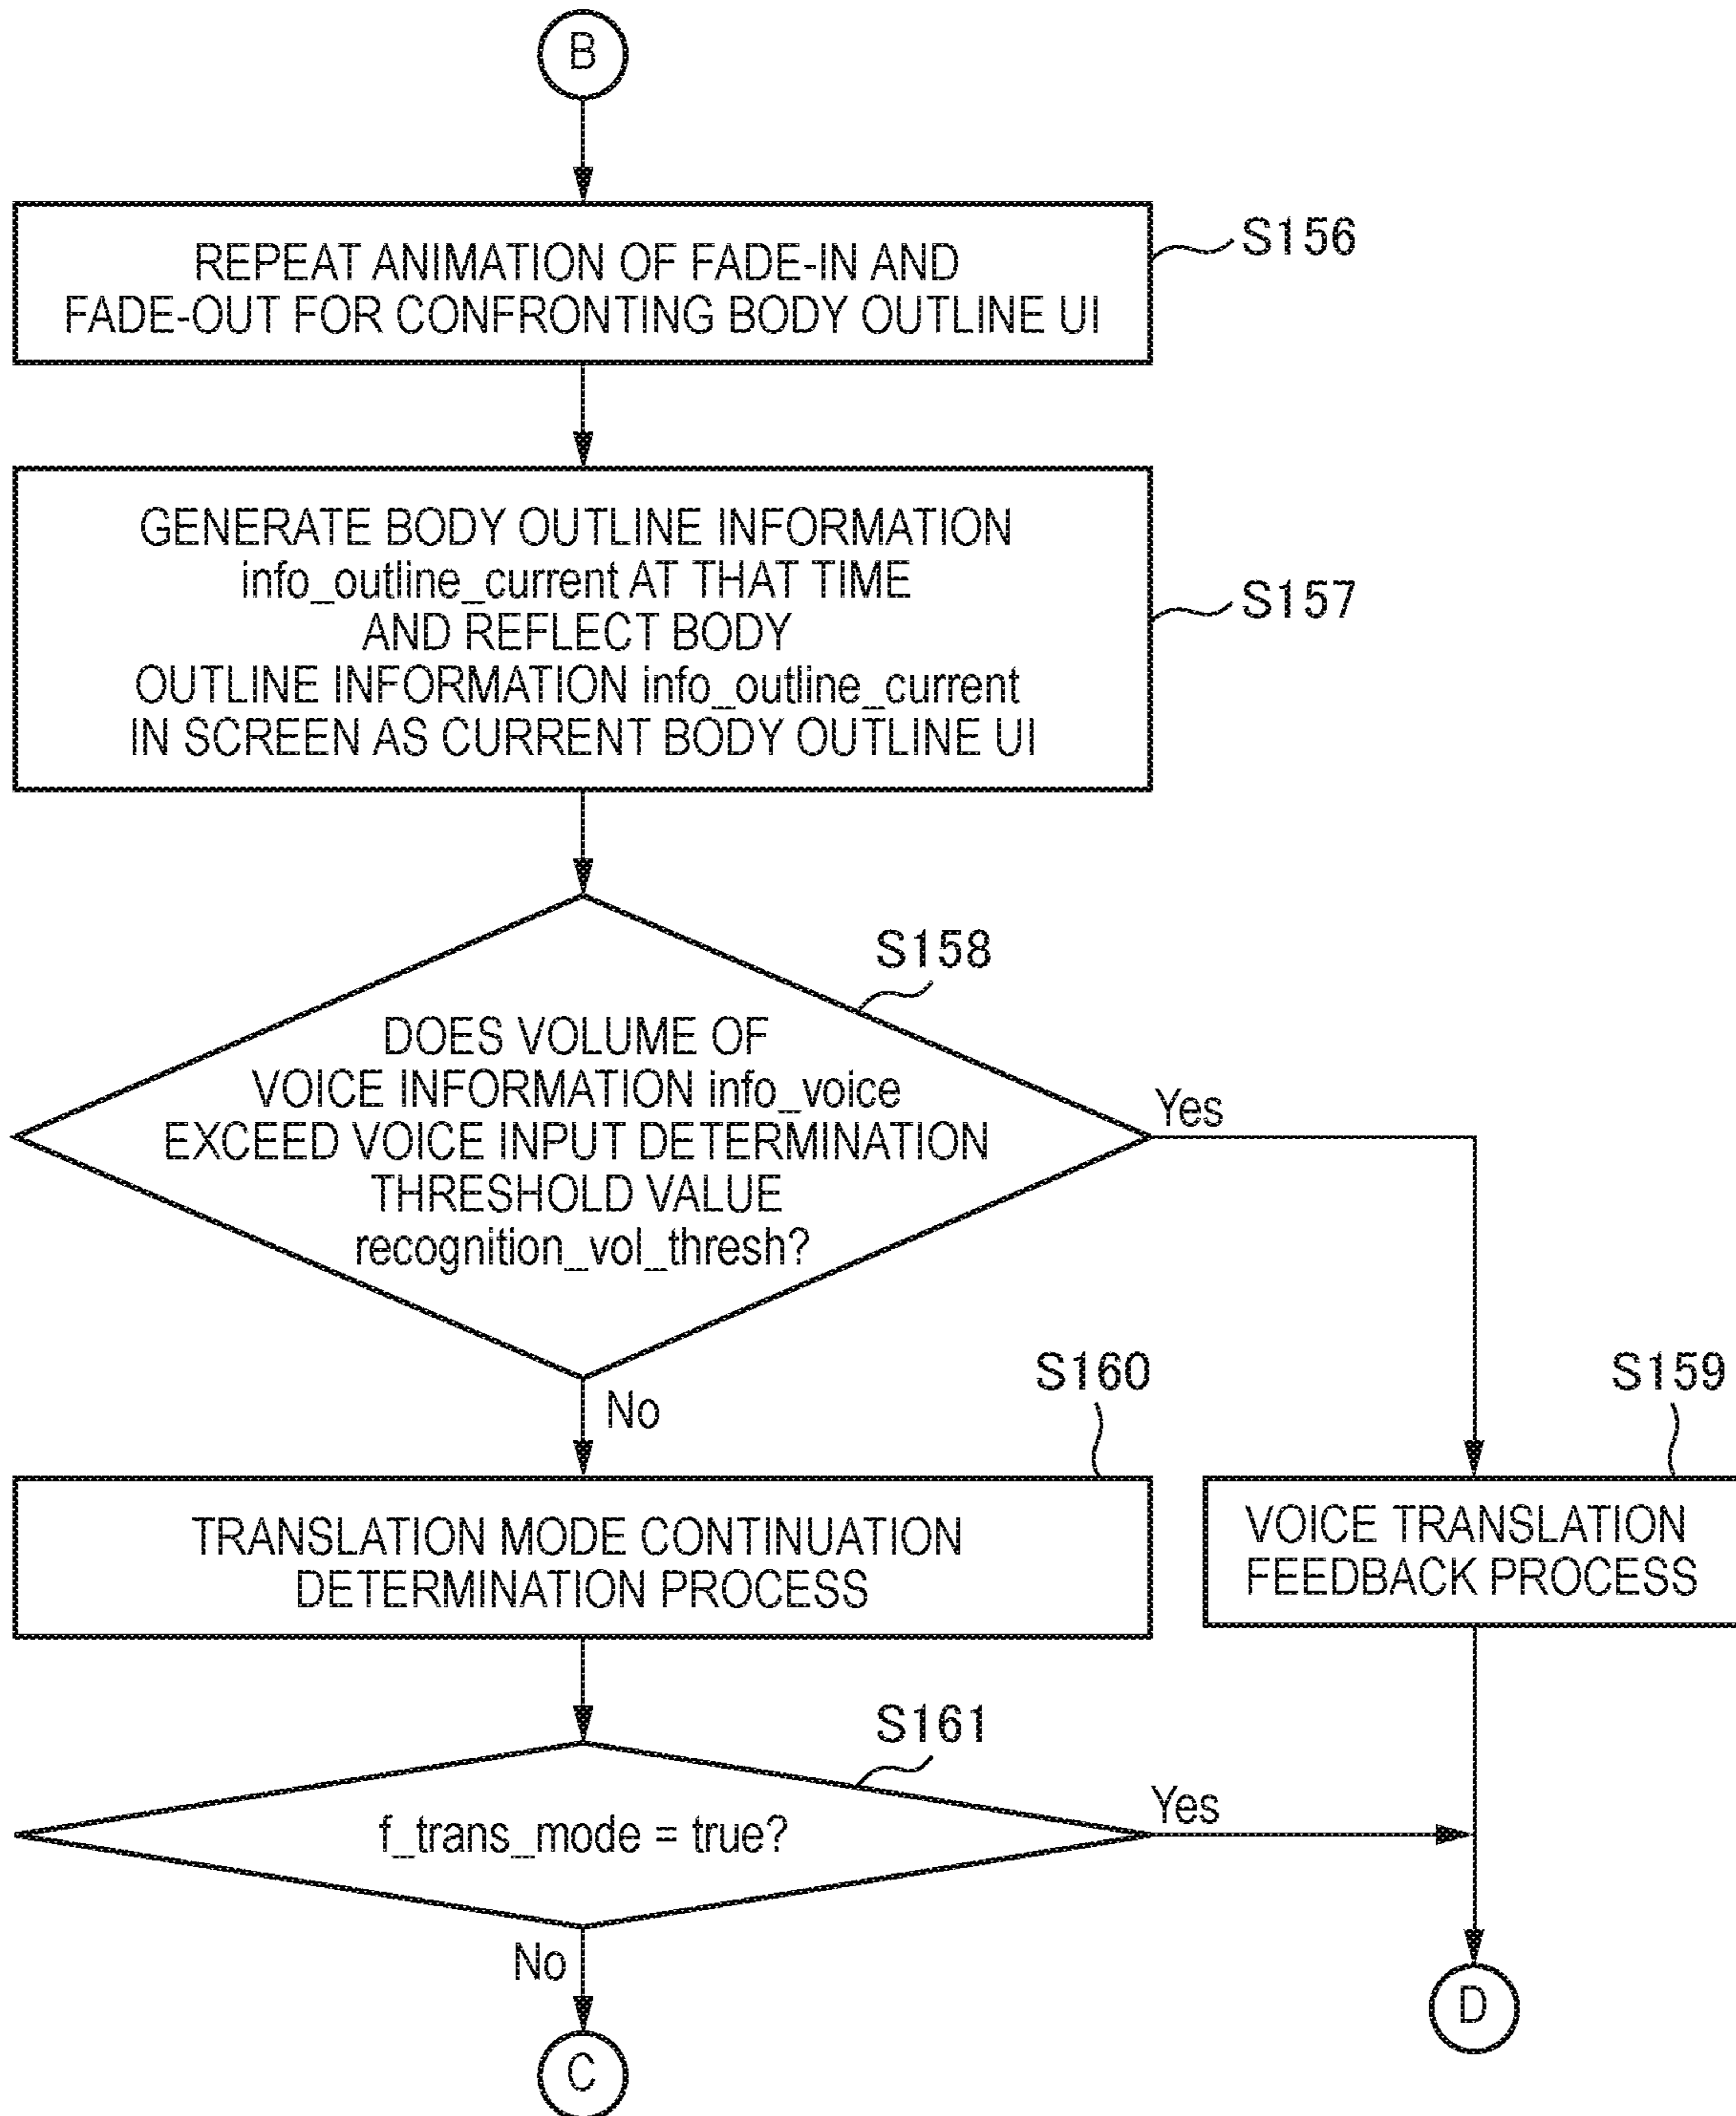 B
REPEAT ANIMATION OF FADE-IN AND
FADE-OUT FOR CONFRONTING BODY OUTLINE UI
S156
GENERATE BODY OUTLINE INFORMATION
info_outline_current AT THAT TIME
AND REFLECT BODY
OUTLINE INFORMATION info_outline_current
IN SCREEN AS CURRENT BODY OUTLINE UI
S157
S158
DOES VOLUME OF
VOICE INFORMATION info_voice
EXCEED VOICE INPUT DETERMINATION
THRESHOLD VALUE
recognition_vol_thresh?
Yes
No
S160
S159
TRANSLATION MODE CONTINUATION
DETERMINATION PROCESS
VOICE TRANSLATION
FEEDBACK PROCESS
S161
f_trans_mode = true?
Yes
No
D
C